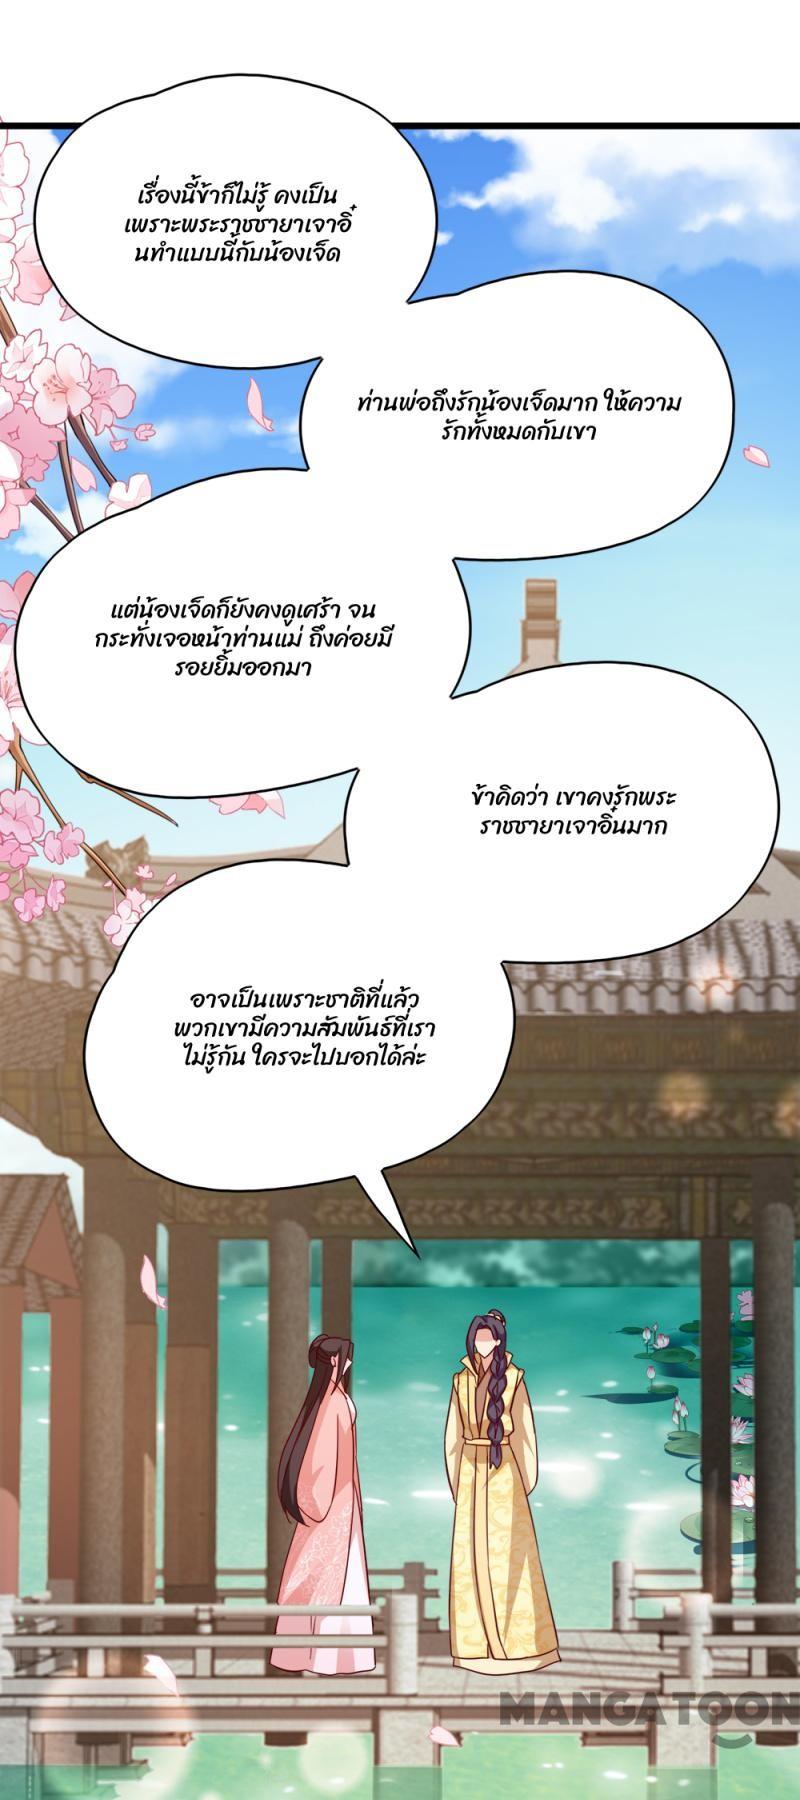 เรื่องนี้ข้าก็ไม่รู้ คงเป็น
เพราะพระราชชายาเจาอิ๋
นทำแบบนี้กับน้องเจ็ด
ท่านพ่อถึงรักน้องเจ็ดมาก ให้ความ
รักทั้งหมดกับเขา
แต่น้องเจ็ดก็ยังคงดูเศร้า จน
กระทั่งเจอหน้าท่านแม่ ถึงค่อยมี
รอยยิ้มออกมา
ข้าคิดว่า เขาคงรักพระ
ราชชายาเจาอิ๋นมาก
อาจเป็นเพราะชาติที่แล้ว
พวกเขามีความสัมพันธ์ที่เรา
ไม่รู้กัน ใครจะไปบอกได้ล่ะ
MANGATOON